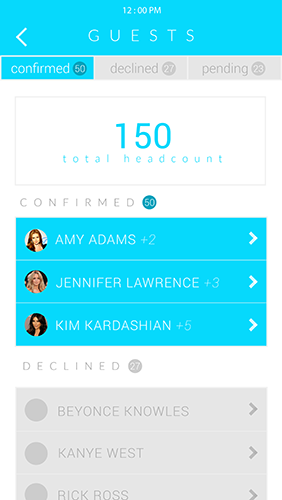 12:00 PM
GUESTS
confirmed 50 declined 27 pending 23
150
total headcount
CONFIRMED 50
AMY ADAMS +2
JENNIFER LAWRENCE +3
KIM KARDASHIAN +5
DECLINED 27
BEYONCE KNOWLES
KANYE WEST
RICK ROSS